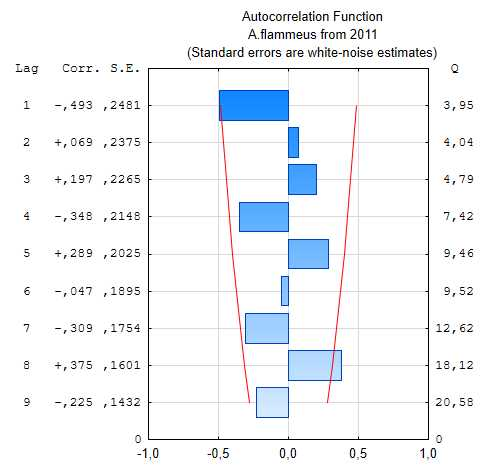 Autocorrelation Function
A.flammeus from 2011
(Standard errors are white-noise estimates)
Lag Corr. S.E. Q
1 -,493 ,2481 3,95
2 +,069 ,2375 4,04
3 +,197 ,2265 4,79
4 -,348 ,2148 7,42
5 +,289 ,2025 9,46
6 -,047 ,1895 9,52
7 -,309 ,1754 12,62
8 +,375 ,1601 18,12
9 -,225 ,1432 20,58
0 0
-1,0 -0,5 0,0 0,5 1,0